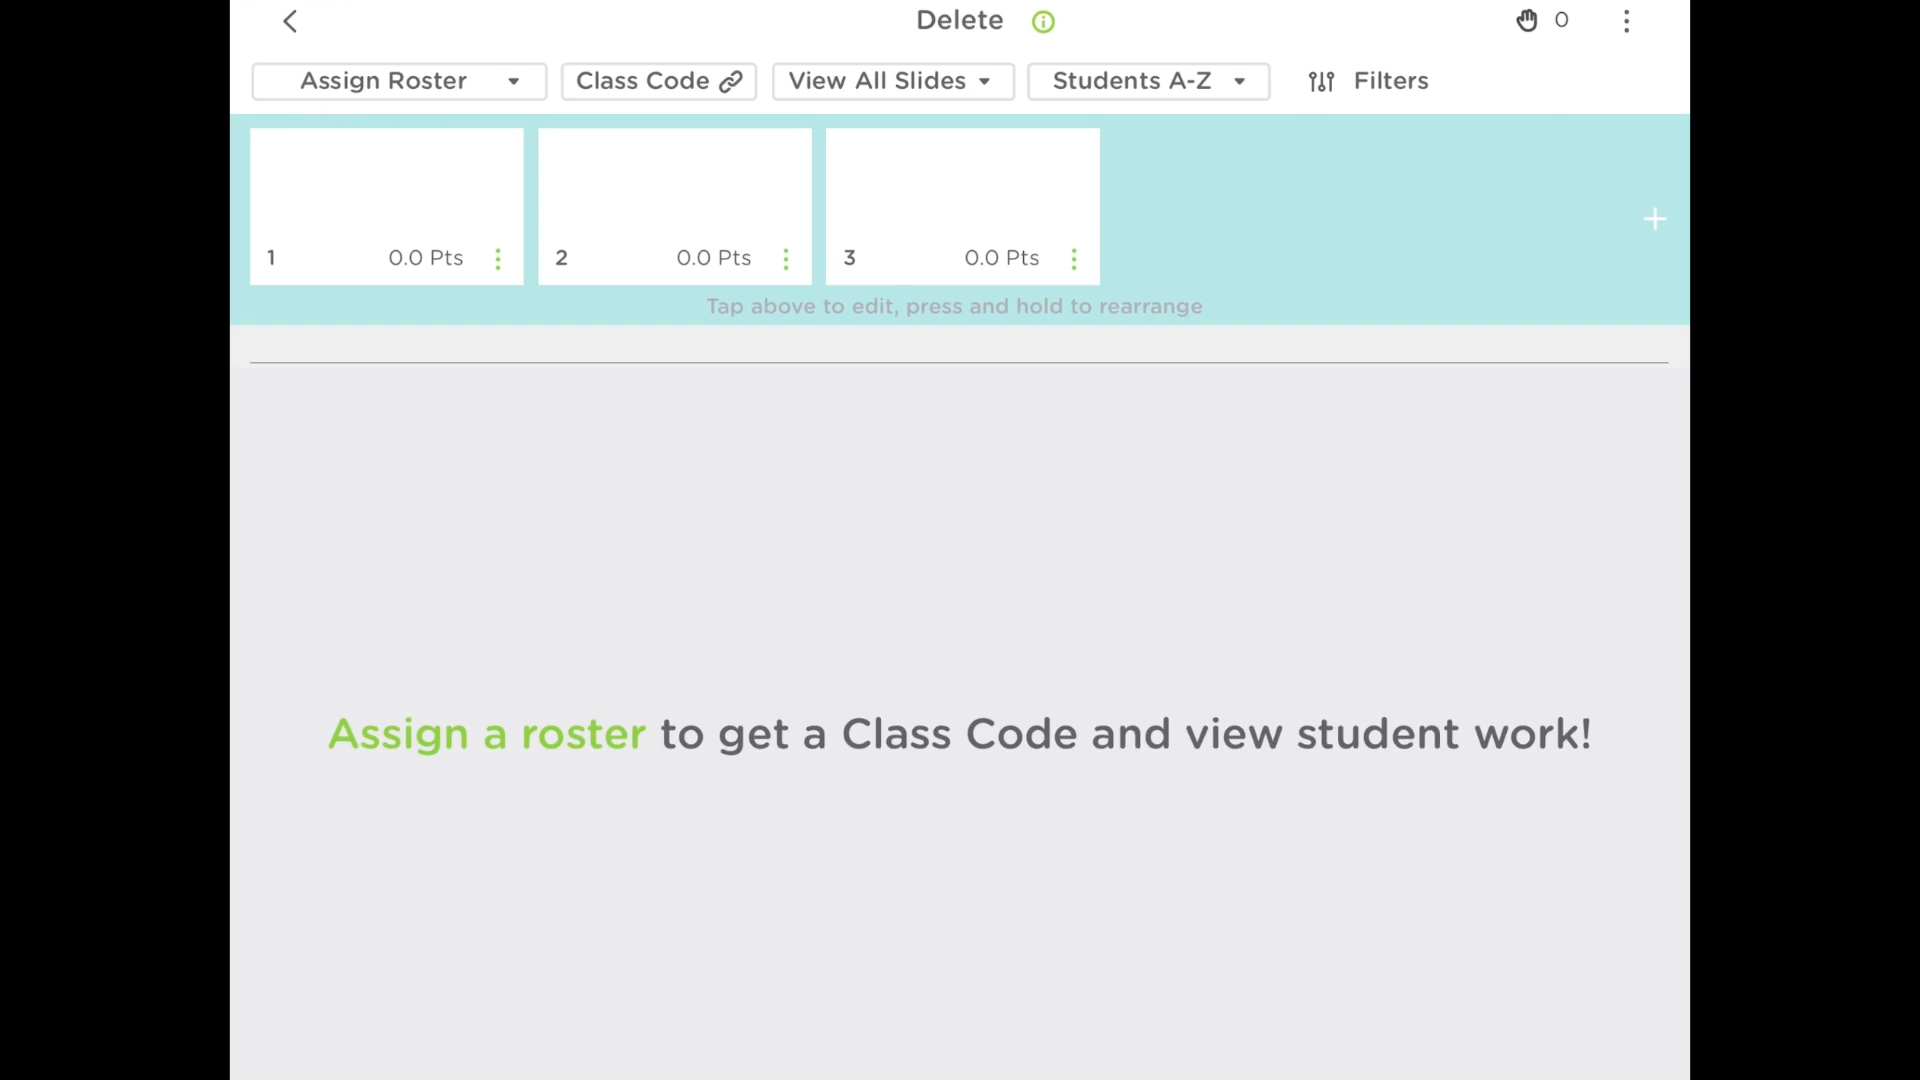 Delete
0
Assign Roster
Class Code
View All Slides
Students A-Z
Filters
1 0.0 Pts
2 0.0 Pts
3 0.0 Pts
Tap above to edit, press and hold to rearrange
Assign a roster to get a Class Code and view student work!